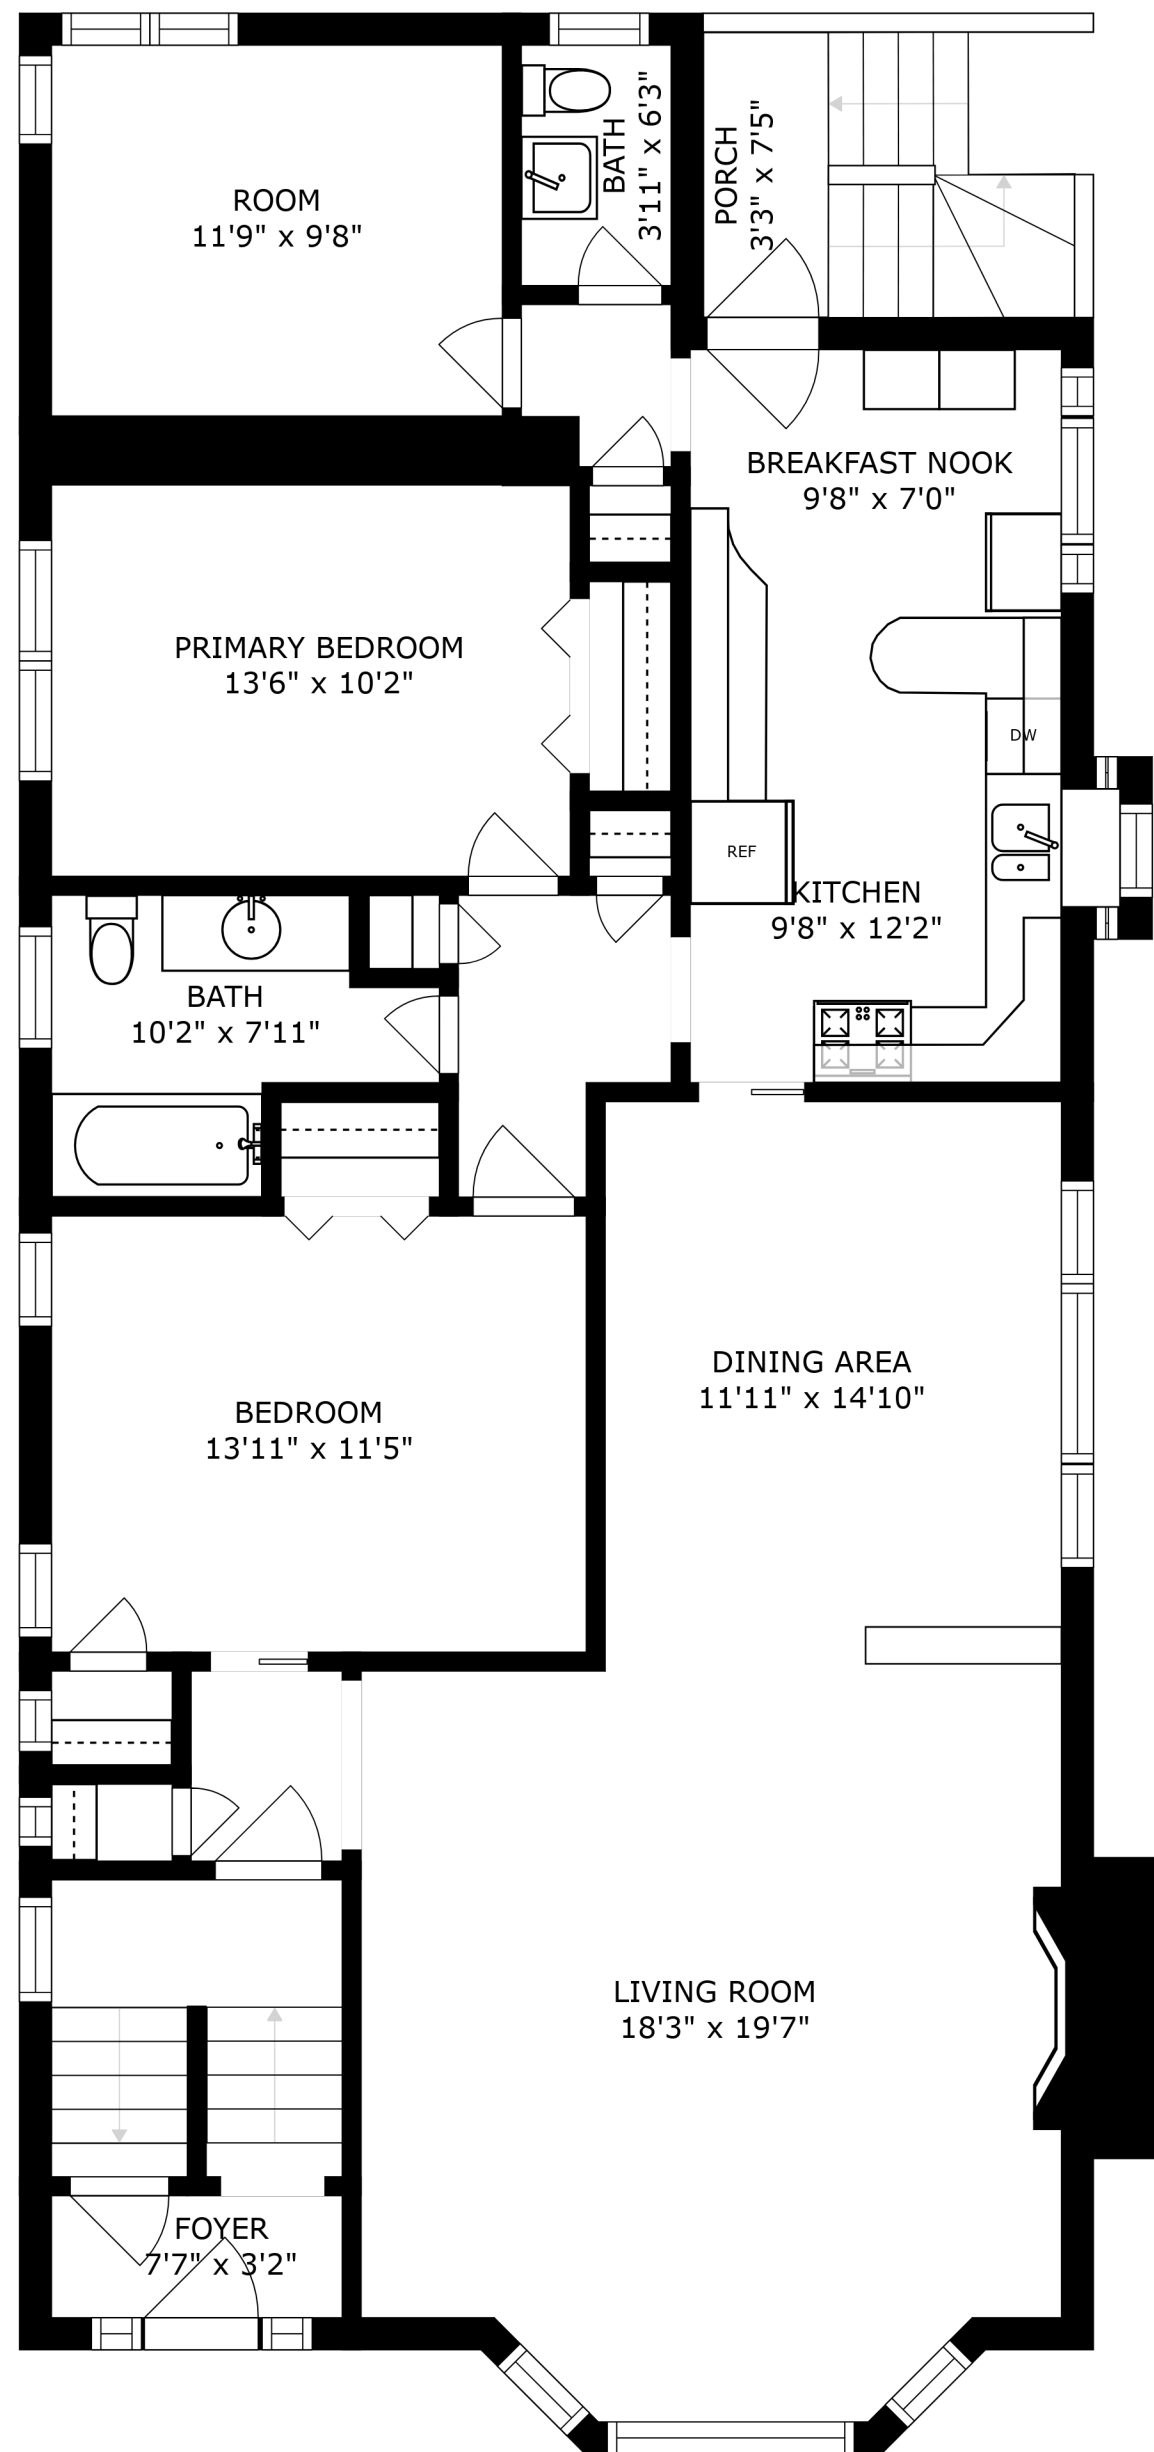 ROOM
11'9" x 9'8"
BATH
3'11" x 6'3"
PORCH
3'3" x 7'5"
BREAKFAST NOOK
9'8" x 7'0"
PRIMARY BEDROOM
13'6" x 10'2"
DW
REF
KITCHEN
9'8" x 12'2"
BATH
10'2" x 7'11"
DINING AREA
11'11" x 14'10"
BEDROOM
13'11" x 11'5"
LIVING ROOM
18'3" x 19'7"
FOYER
7'7" x 3'2"